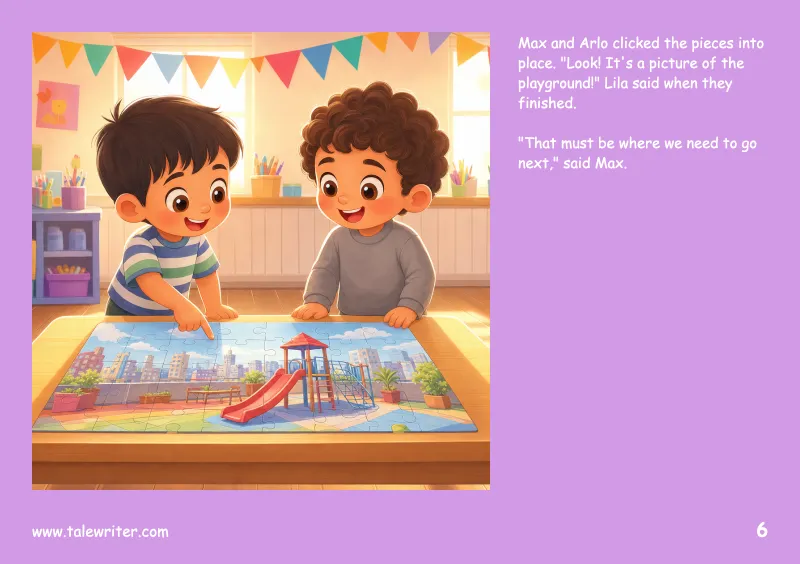 Max and Arlo clicked the pieces into
place. "Look! It's a picture of the
playground!" Lila said when they
finished.
"That must be where we need to go
next," said Max.
www.talewriter.com
6